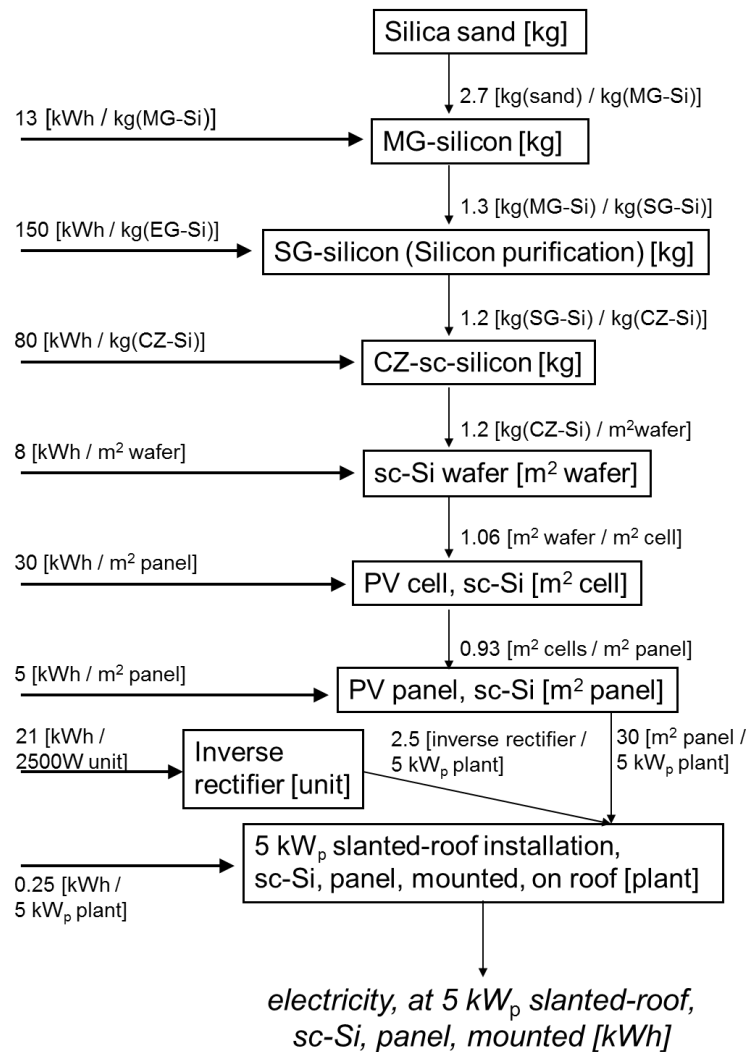 Silica sand [kg]
2.7 [kg(sand) / kg(MG-Si)]
13 [kWh / kg(MG-Si)]
MG-silicon [kg]
1.3 [kg(MG-Si) / kg(SG-Si)]
150 [kWh / kg(EG-Si)]
SG-silicon (Silicon purification) [kg]
1.2 [kg(SG-Si) / kg(CZ-Si)]
80 [kWh / kg(CZ-Si)]
CZ-sc-silicon [kg]
1.2 [kg(CZ-Si) / m²wafer]
8 [kWh / m² wafer]
sc-Si wafer [m² wafer]
1.06 [m² wafer / m² cell]
30 [kWh / m² panel]
PV cell, sc-Si [m² cell]
0.93 [m² cells / m² panel]
5 [kWh / m² panel]
PV panel, sc-Si [m² panel]
21 [kWh /
2500W unit]
Inverse
rectifier [unit]
2.5 [inverse rectifier /
5 kWₚ plant]
30 [m² panel /
5 kWₚ plant]
5 kWₚ slanted-roof installation,
sc-Si, panel, mounted, on roof [plant]
0.25 [kWh /
5 kWₚ plant]
electricity, at 5 kWₚ slanted-roof,
sc-Si, panel, mounted [kWh]